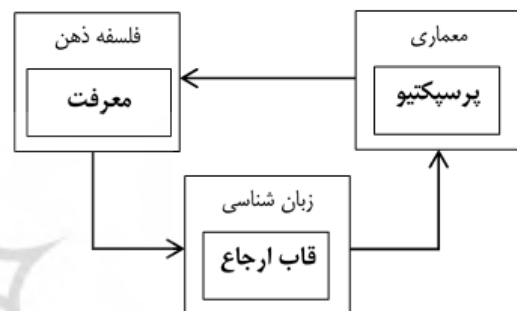 معماری
پرسپکتیو
فلسفه ذهن
معرفت
زبان شناسی
قاب ارجاع